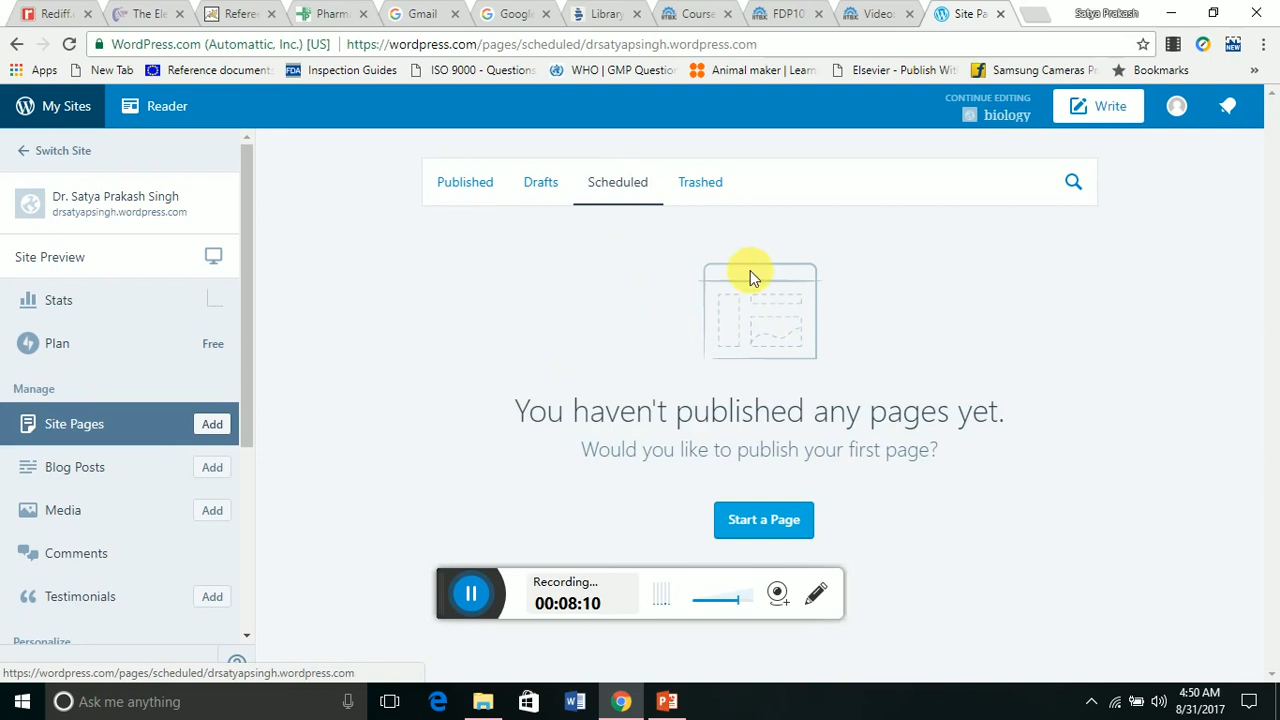 Rediff.c
The Ele
Refere
Pharm
Gmail
Google
Library
Course
FDP10
Video:
Site Pa
Satya Prakash
WordPress.com (Automattic, Inc.) [US]
https://wordpress.com/pages/scheduled/drsatyapsingh.wordpress.com
Apps
New Tab
Reference document
FDA Inspection Guides
ISO 9000 - Questions
WHO | GMP Question
Animal maker | Learn
Elsevier - Publish Wit
Samsung Cameras Pr
Bookmarks
»
My Sites
Reader
CONTINUE EDITING
biology
Write
Switch Site
Dr. Satya Prakash Singh
drsatyapsingh.wordpress.com
Site Preview
Stats
Plan
Free
Manage
Site Pages
Add
Blog Posts
Add
Media
Add
Comments
Testimonials
Add
Personalize
Published
Drafts
Scheduled
Trashed
You haven't published any pages yet.
Would you like to publish your first page?
Start a Page
Recording...
00:08:10
https://wordpress.com/pages/scheduled/drsatyapsingh.wordpress.com
Ask me anything
4:50 AM
8/31/2017